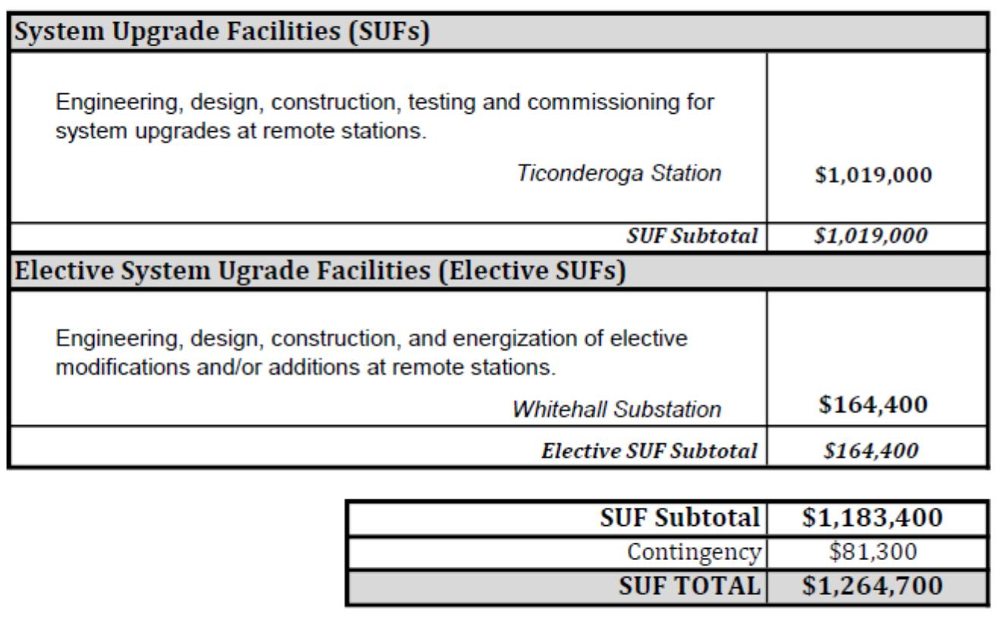 System Upgrade Facilities (SUFs)
Engineering, design, construction, testing and commissioning for
system upgrades at remote stations.
Ticonderoga Station $1,019,000
SUF Subtotal $1,019,000
Elective System Ugrade Facilities (Elective SUFs)
Engineering, design, construction, and energization of elective
modifications and/or additions at remote stations.
Whitehall Substation $164,400
Elective SUF Subtotal $164,400
SUF Subtotal $1,183,400
Contingency $81,300
SUF TOTAL $1,264,700